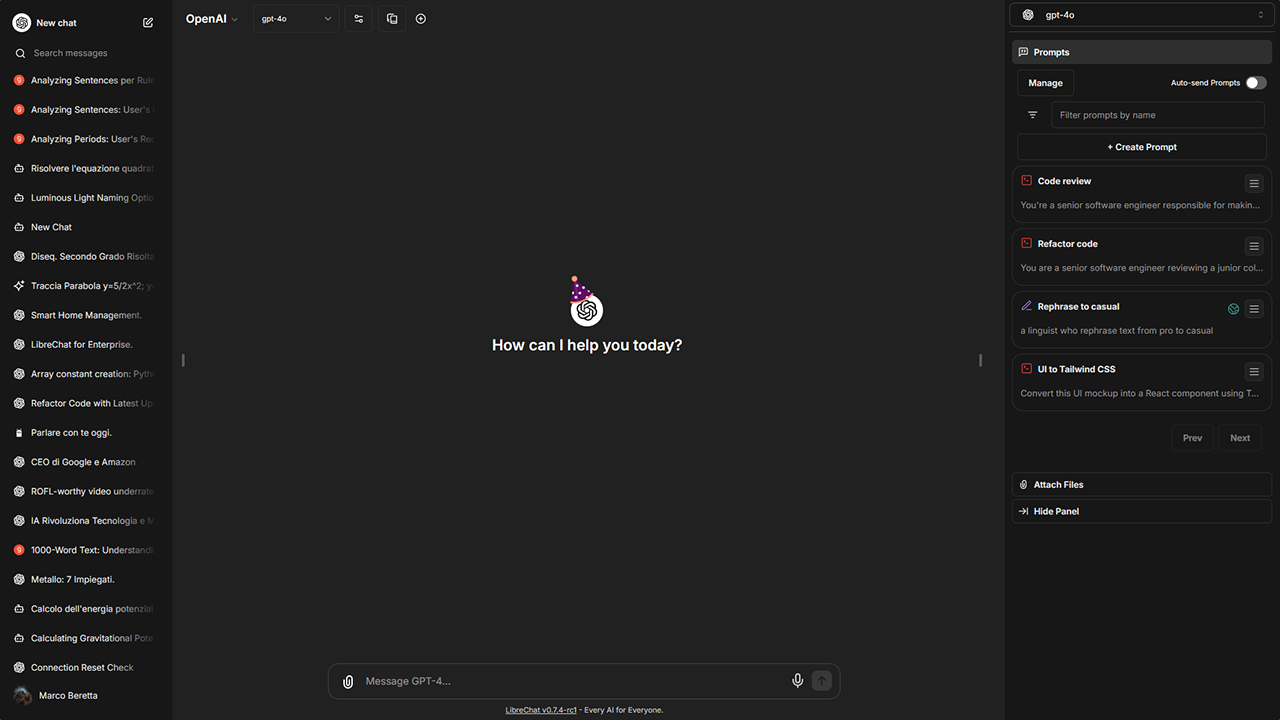 New chat
Search messages
Analyzing Sentences per Rule
Analyzing Sentences: User's
Analyzing Periods: User's Rec
Risolvere l'equazione quadrat
Luminous Light Naming Optio
New Chat
Diseq. Secondo Grado Risolta
Traccia Parabola y=5/2x^2; y
Smart Home Management.
LibreChat for Enterprise.
Array constant creation: Pyth
Refactor Code with Latest Up
Parlare con te oggi.
CEO di Google e Amazon
ROFL-worthy video underrate
IA Rivoluziona Tecnologia e M
1000-Word Text: Understandi
Metallo: 7 Impiegati.
Calcolo dell'energia potenzial
Calculating Gravitational Pote
Connection Reset Check
Marco Beretta
OpenAI
gpt-4o
How can I help you today?
Message GPT-4...
LibreChat v0.7.4-rc1 - Every AI for Everyone.
gpt-4o
Prompts
Manage
Auto-send Prompts
Filter prompts by name
+ Create Prompt
Code review
You're a senior software engineer responsible for makin...
Refactor code
You are a senior software engineer reviewing a junior col...
Rephrase to casual
a linguist who rephrase text from pro to casual
UI to Tailwind CSS
Convert this UI mockup into a React component using T...
Prev
Next
Attach Files
Hide Panel